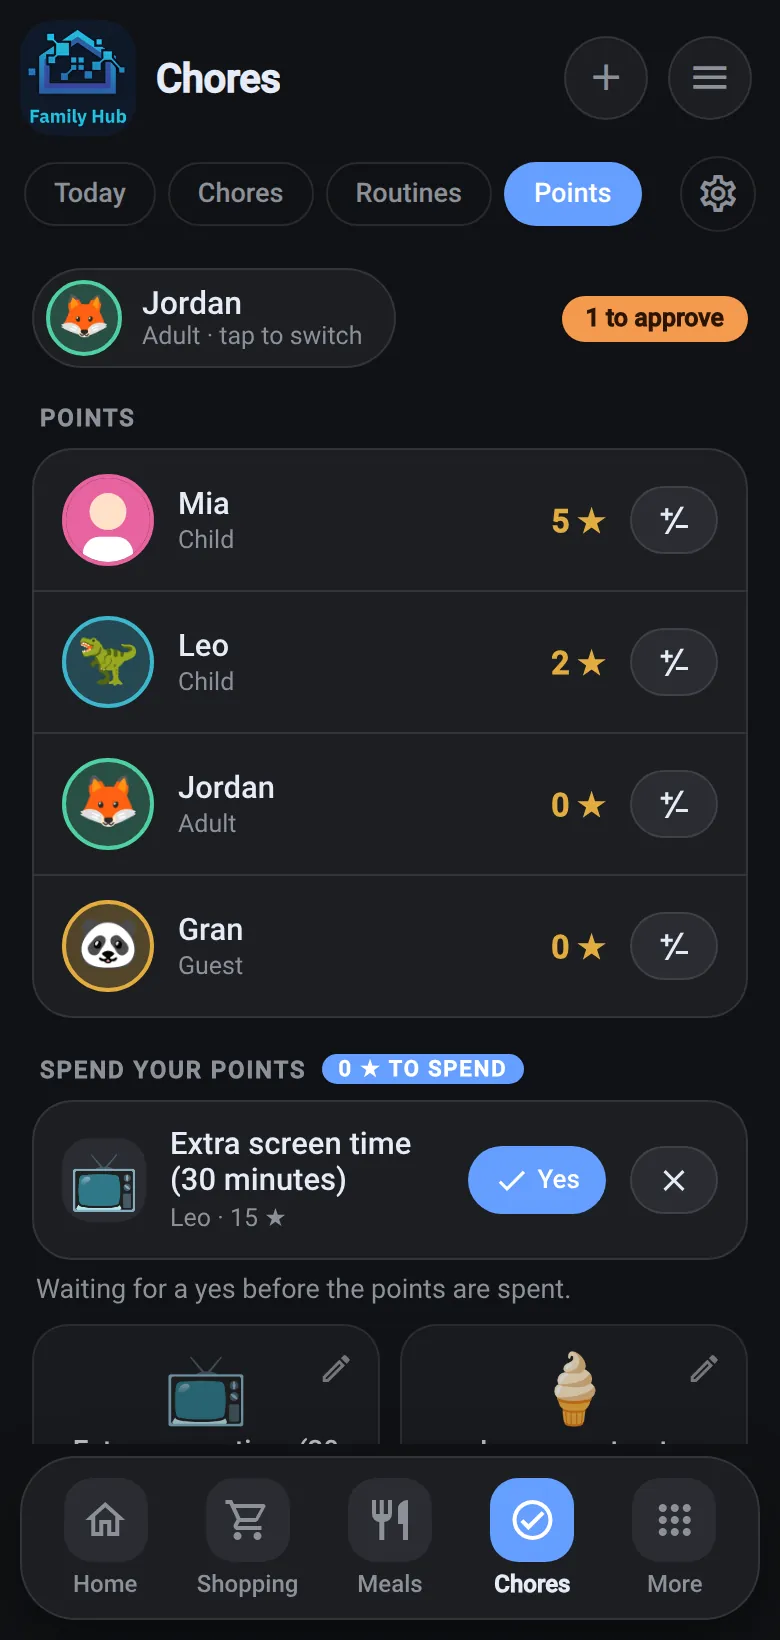 Family Hub
Chores
Today
Chores
Routines
Points
Jordan
Adult · tap to switch
1 to approve
POINTS
Mia
Child
5 ★
Leo
Child
2 ★
Jordan
Adult
0 ★
Gran
Guest
0 ★
SPEND YOUR POINTS
0 ★ TO SPEND
Extra screen time
(30 minutes)
Leo · 15 ★
Yes
Waiting for a yes before the points are spent.
Home
Shopping
Meals
Chores
More